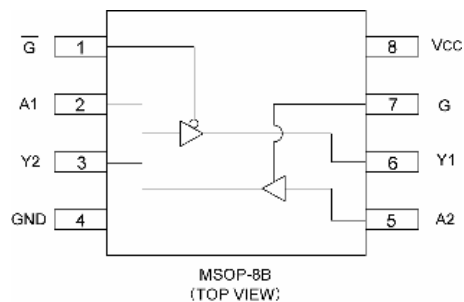 G̅ 1 8 VCC
A1 2 7 G
Y2 3 6 Y1
GND 4 5 A2
MSOP-8B
(TOP VIEW)